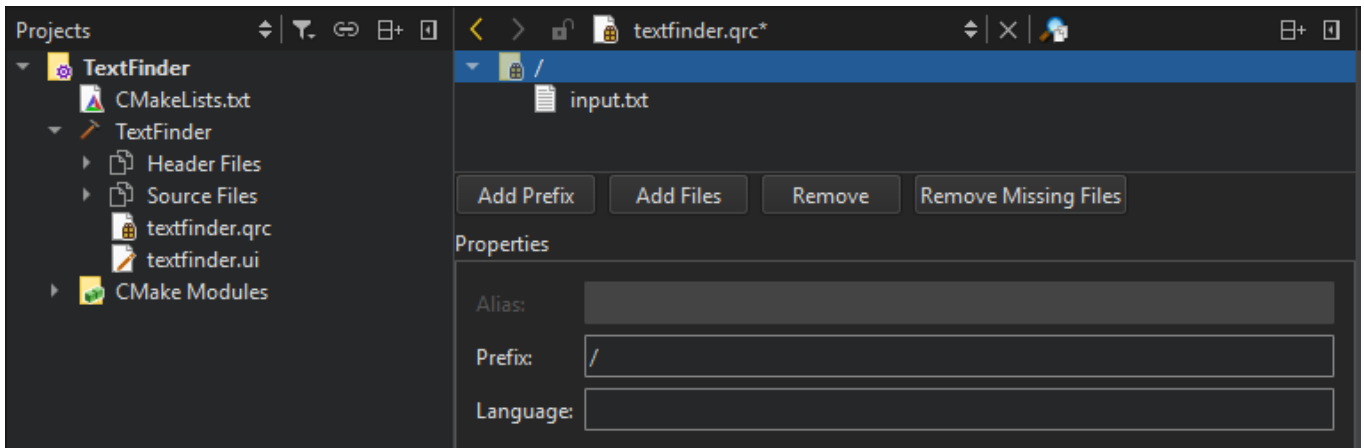 Projects
textfinder.qrc*
TextFinder
/
CMakeLists.txt
input.txt
TextFinder
Header Files
Source Files
Add Prefix Add Files Remove Remove Missing Files
textfinder.qrc
Properties
textfinder.ui
CMake Modules
Alias:
Prefix: /
Language: